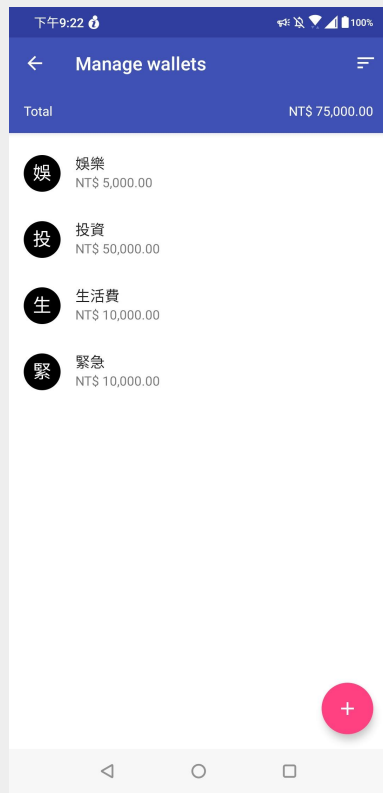 下午9:22 100%
Manage wallets
Total NT$ 75,000.00
娛 娛樂
NT$ 5,000.00
投 投資
NT$ 50,000.00
生 生活費
NT$ 10,000.00
緊 緊急
NT$ 10,000.00
+